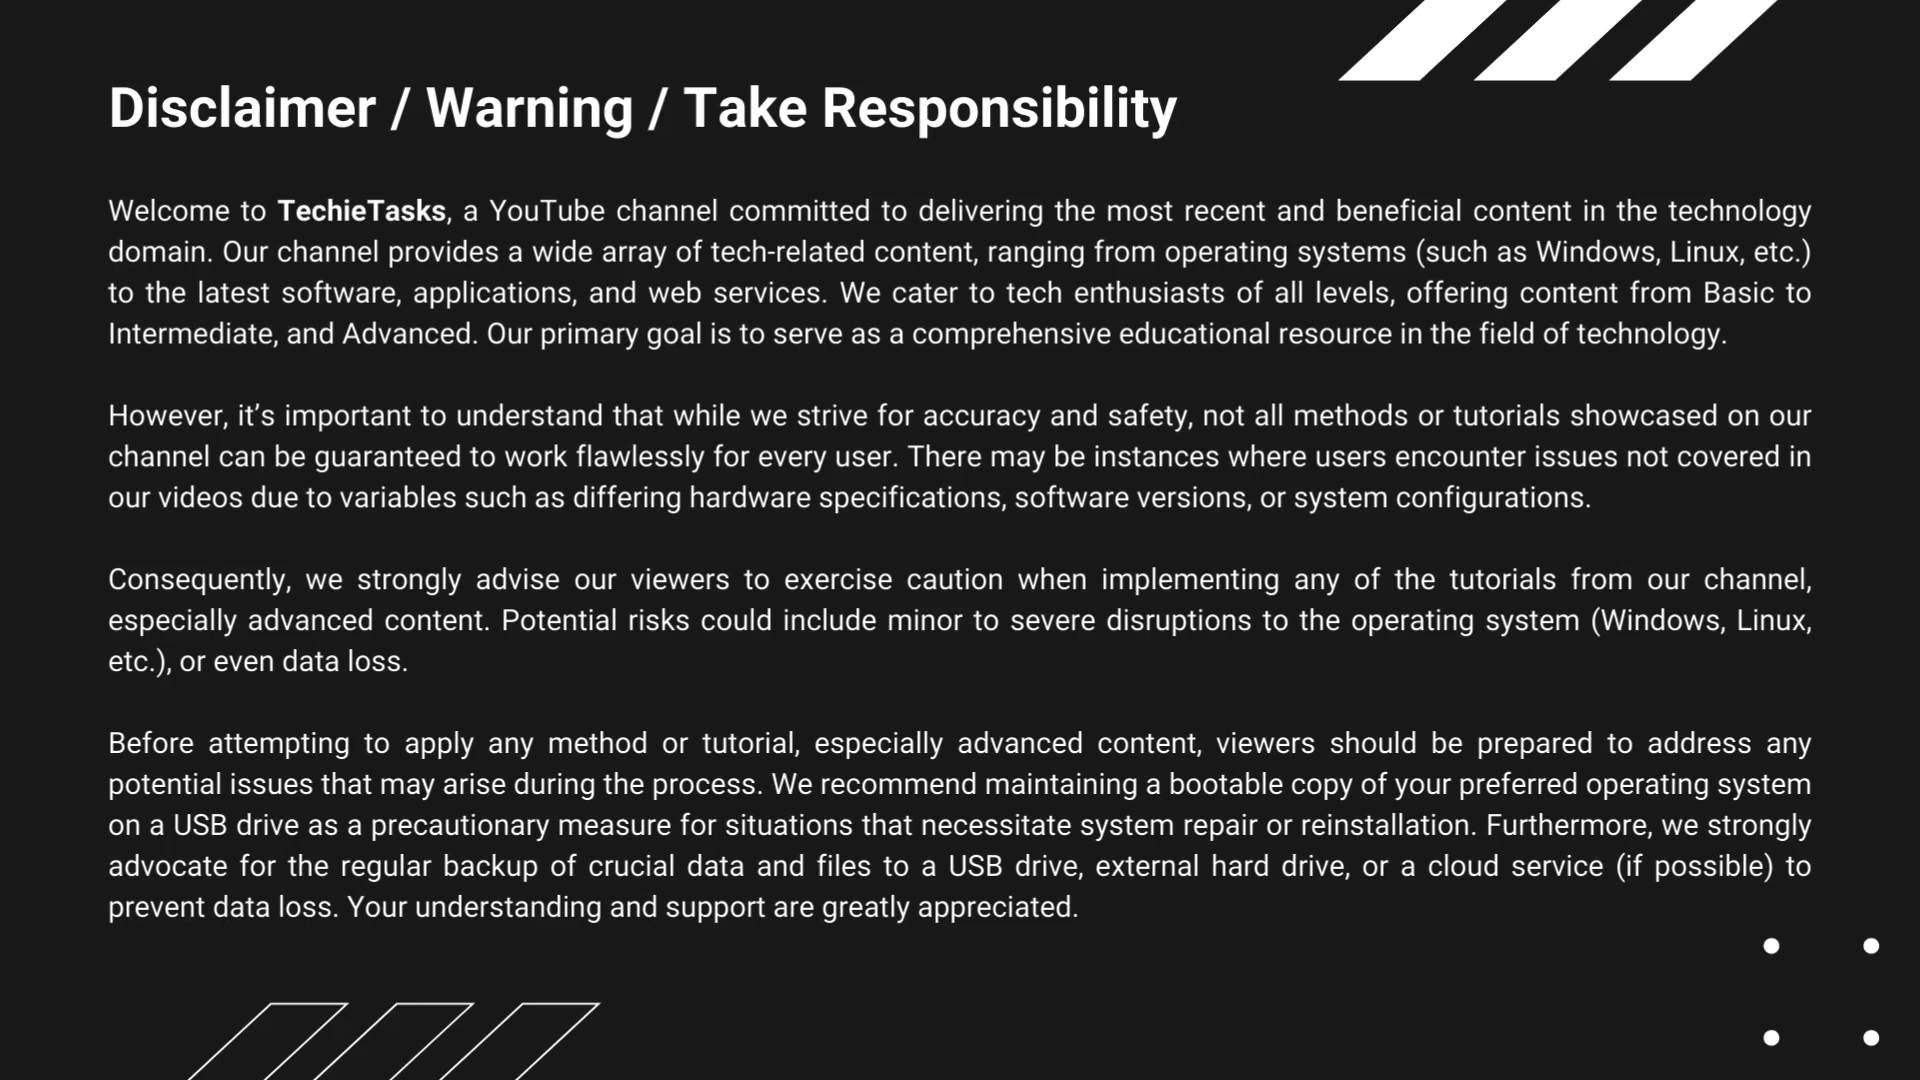 Disclaimer / Warning / Take Responsibility
Welcome to TechieTasks, a YouTube channel committed to delivering the most recent and beneficial content in the technology
domain. Our channel provides a wide array of tech-related content, ranging from operating systems (such as Windows, Linux, etc.)
to the latest software, applications, and web services. We cater to tech enthusiasts of all levels, offering content from Basic to
Intermediate, and Advanced. Our primary goal is to serve as a comprehensive educational resource in the field of technology.
However, it’s important to understand that while we strive for accuracy and safety, not all methods or tutorials showcased on our
channel can be guaranteed to work flawlessly for every user. There may be instances where users encounter issues not covered in
our videos due to variables such as differing hardware specifications, software versions, or system configurations.
Consequently, we strongly advise our viewers to exercise caution when implementing any of the tutorials from our channel,
especially advanced content. Potential risks could include minor to severe disruptions to the operating system (Windows, Linux,
etc.), or even data loss.
Before attempting to apply any method or tutorial, especially advanced content, viewers should be prepared to address any
potential issues that may arise during the process. We recommend maintaining a bootable copy of your preferred operating system
on a USB drive as a precautionary measure for situations that necessitate system repair or reinstallation. Furthermore, we strongly
advocate for the regular backup of crucial data and files to a USB drive, external hard drive, or a cloud service (if possible) to
prevent data loss. Your understanding and support are greatly appreciated.